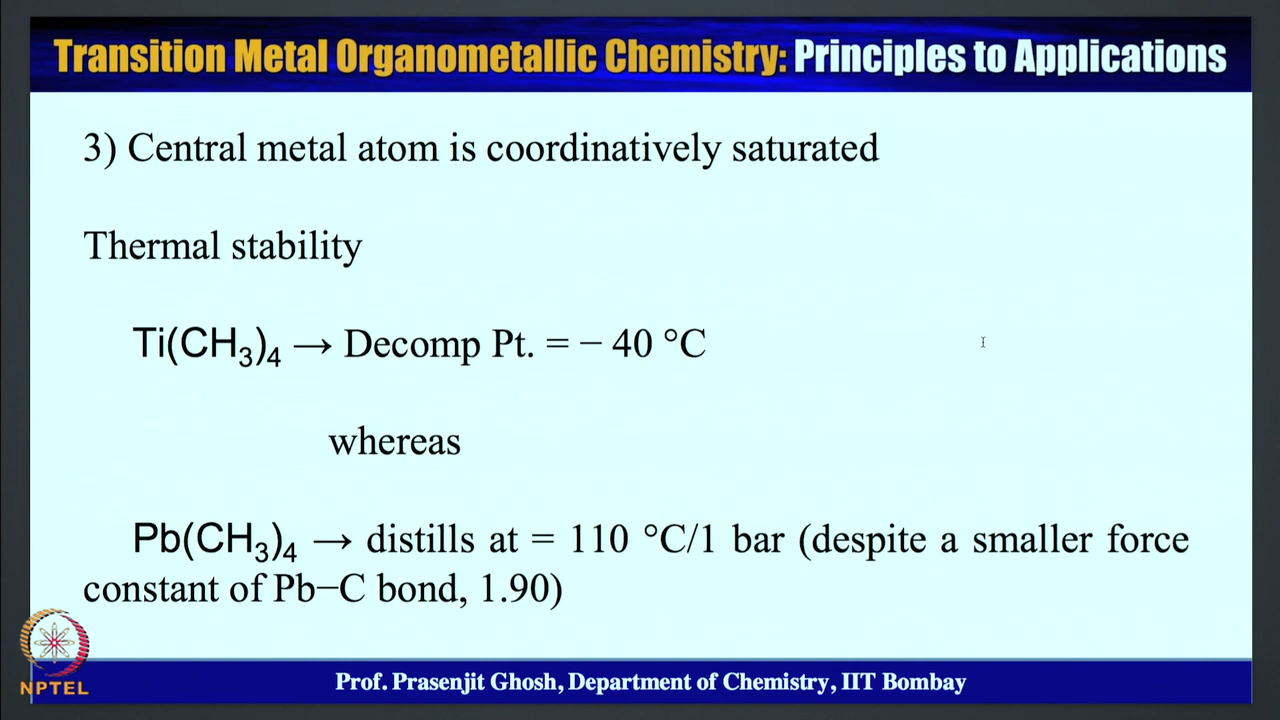 Transition Metal Organometallic Chemistry: Principles to Applications
3) Central metal atom is coordinatively saturated
Thermal stability
Ti(CH₃)₄ → Decomp Pt. = − 40 °C
whereas
Pb(CH₃)₄ → distills at = 110 °C/1 bar (despite a smaller force
constant of Pb−C bond, 1.90)
NPTEL
Prof. Prasenjit Ghosh, Department of Chemistry, IIT Bombay